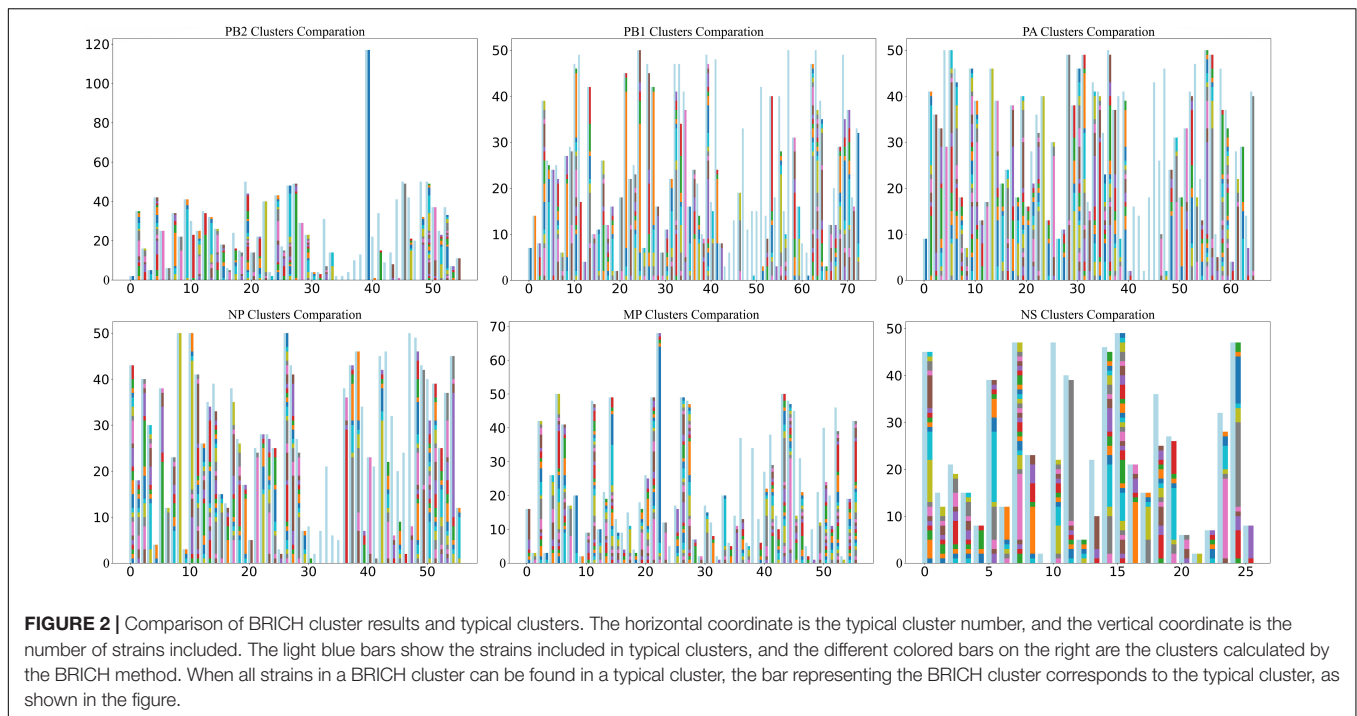 PB2 Clusters Comparation
PB1 Clusters Comparation
PA Clusters Comparation
120
100
80
60
40
20
0
0 10 20 30 40 50
50
40
30
20
10
0
0 10 20 30 40 50 60 70
50
40
30
20
10
0
0 10 20 30 40 50 60
NP Clusters Comparation
MP Clusters Comparation
NS Clusters Comparation
50
40
30
20
10
0
0 10 20 30 40 50
70
60
50
40
30
20
10
0
0 10 20 30 40 50
50
40
30
20
10
0
0 5 10 15 20 25
FIGURE 2 | Comparison of BRICH cluster results and typical clusters. The horizontal coordinate is the typical cluster number, and the vertical coordinate is the
number of strains included. The light blue bars show the strains included in typical clusters, and the different colored bars on the right are the clusters calculated by
the BRICH method. When all strains in a BRICH cluster can be found in a typical cluster, the bar representing the BRICH cluster corresponds to the typical cluster, as
shown in the figure.